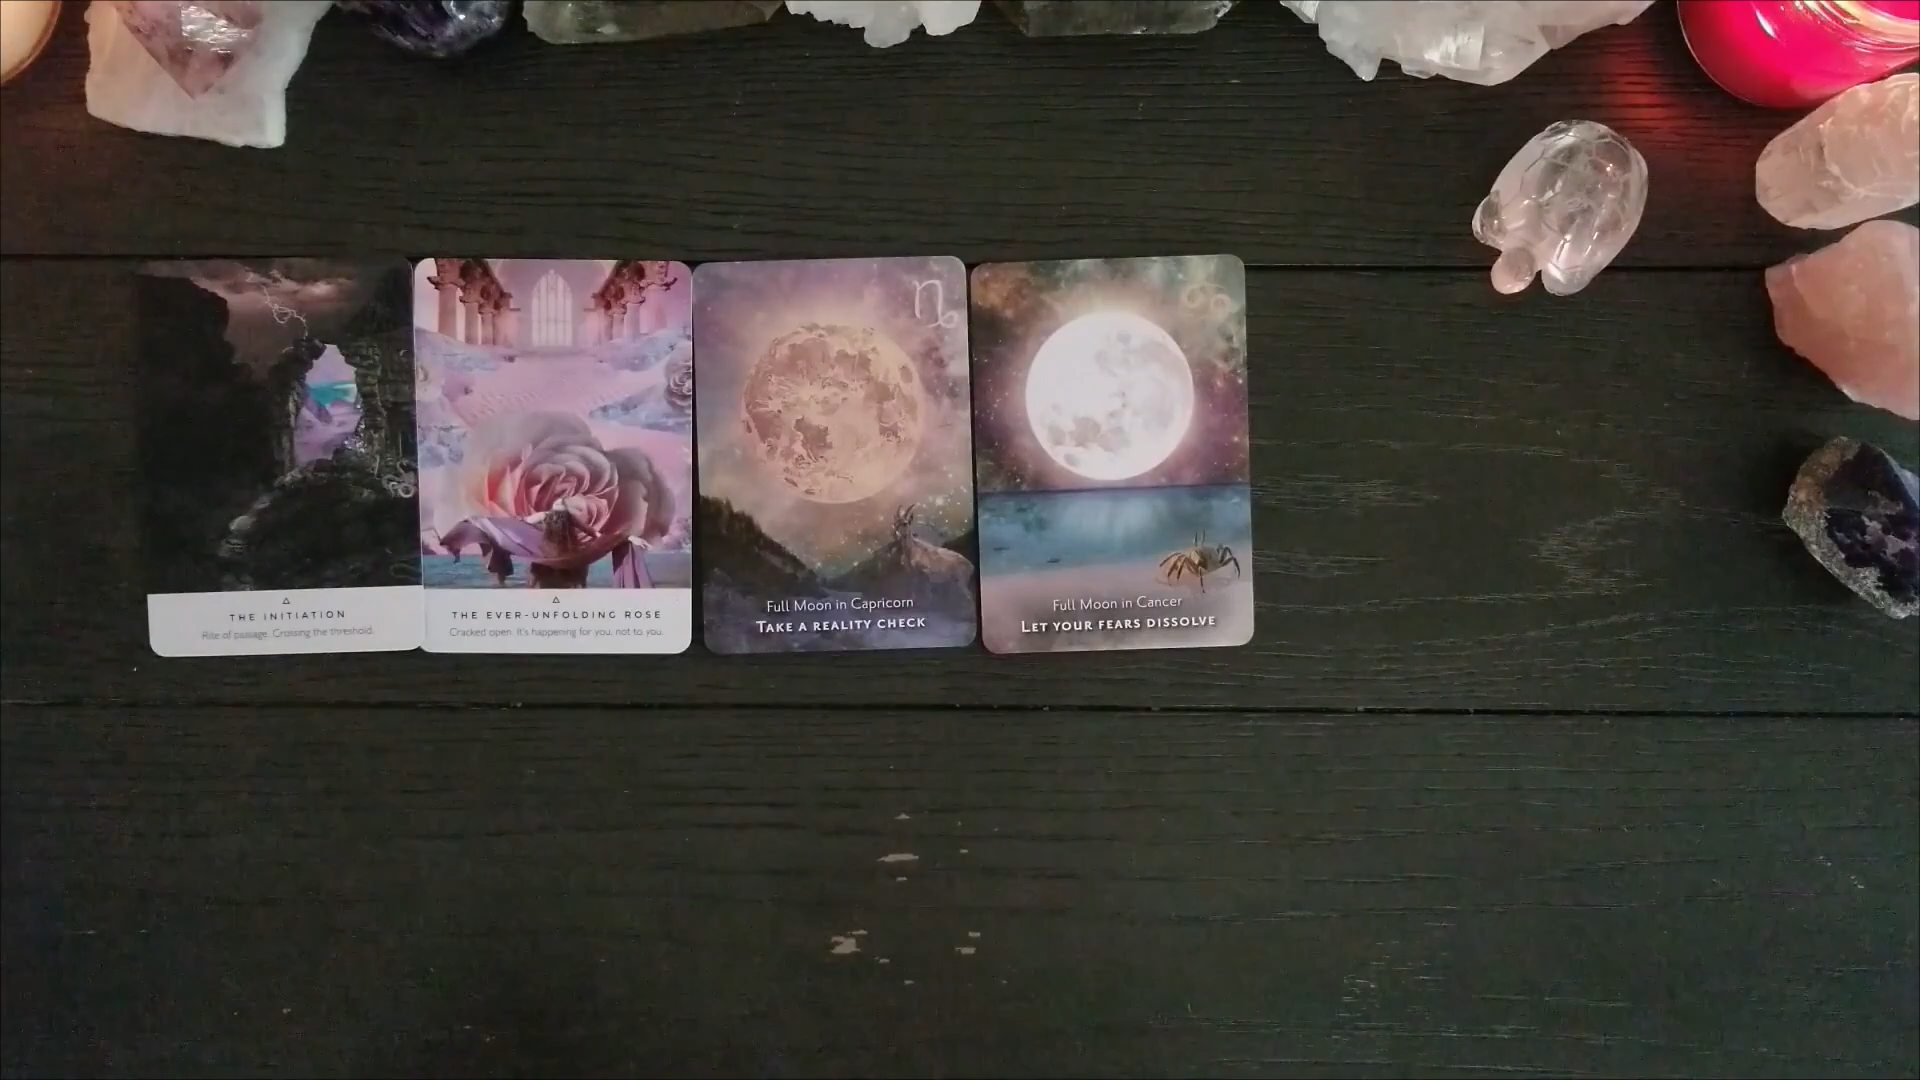 THE INITIATION
Rite of passage. Crossing the threshold.
THE EVER-UNFOLDING ROSE
Cracked open. It's happening for you, not to you.
Full Moon in Capricorn
TAKE A REALITY CHECK
Full Moon in Cancer
LET YOUR FEARS DISSOLVE